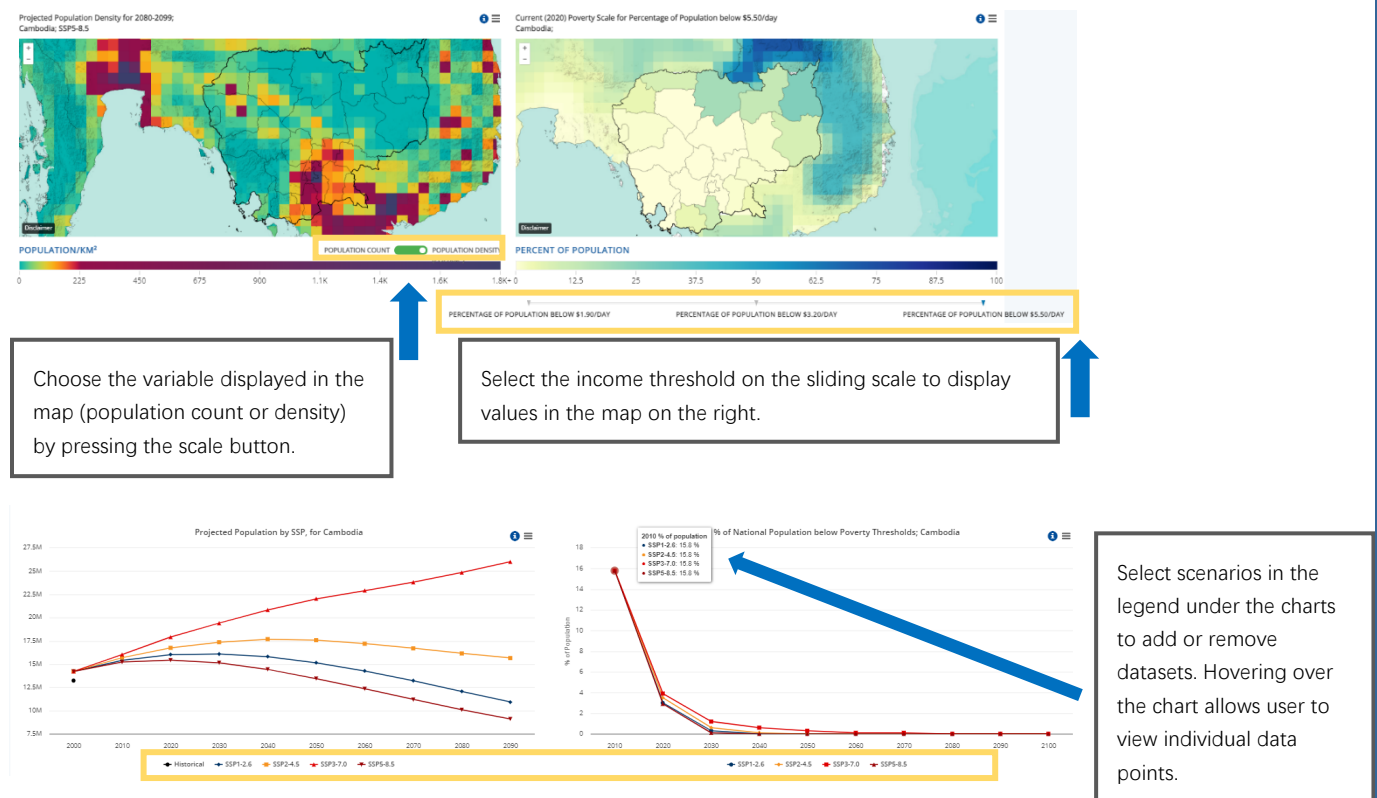 Projected Population Density for 2080-2099;
Cambodia; SSP5-8.5
Current (2020) Poverty Scale for Percentage of Population below $5.50/day
Cambodia;
+
−
+
−
Disclaimer
Disclaimer
POPULATION/KM²
POPULATION COUNT
POPULATION DENSITY
PERCENT OF POPULATION
0 225 450 675 900 1.1K 1.4K 1.6K 1.8K+
0 12.5 25 37.5 50 62.5 75 87.5 100
PERCENTAGE OF POPULATION BELOW $1.90/DAY
PERCENTAGE OF POPULATION BELOW $3.20/DAY
PERCENTAGE OF POPULATION BELOW $5.50/DAY
Choose the variable displayed in the
map (population count or density)
by pressing the scale button.
Select the income threshold on the sliding scale to display
values in the map on the right.
Projected Population by SSP, for Cambodia
27.5M
25M
22.5M
20M
17.5M
15M
12.5M
10M
7.5M
2000 2010 2020 2030 2040 2050 2060 2070 2080 2090
Historical SSP1-2.6 SSP2-4.5 SSP3-7.0 SSP5-8.5
% of National Population below Poverty Thresholds; Cambodia
2010 % of population
SSP1-2.6: 15.8 %
SSP2-4.5: 15.8 %
SSP3-7.0: 15.8 %
SSP5-8.5: 15.8 %
% of Population
18
16
14
12
10
8
6
4
2
0
2010 2020 2030 2040 2050 2060 2070 2080 2090 2100
SSP1-2.6 SSP2-4.5 SSP3-7.0 SSP5-8.5
Select scenarios in the
legend under the charts
to add or remove
datasets. Hovering over
the chart allows user to
view individual data
points.